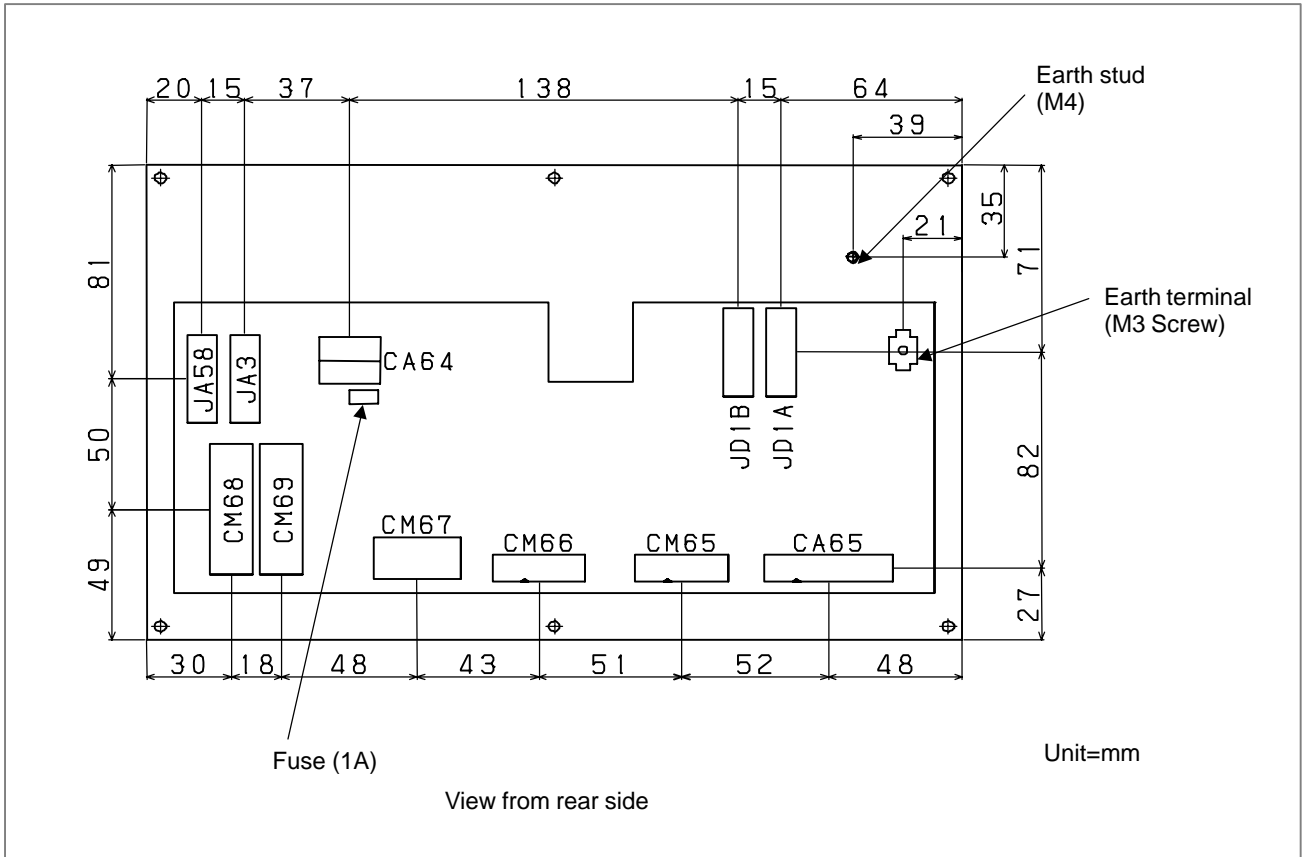 20 15 37 138 15 64
Earth stud
(M4)
39
35
21
71
81
Earth terminal
(M3 Screw)
JA58
JA3
CA64
JD1B
JD1A
50
82
CM68
CM69
CM67
CM66
CM65
CA65
49
27
30 18 48 43 51 52 48
Fuse (1A)
Unit=mm
View from rear side